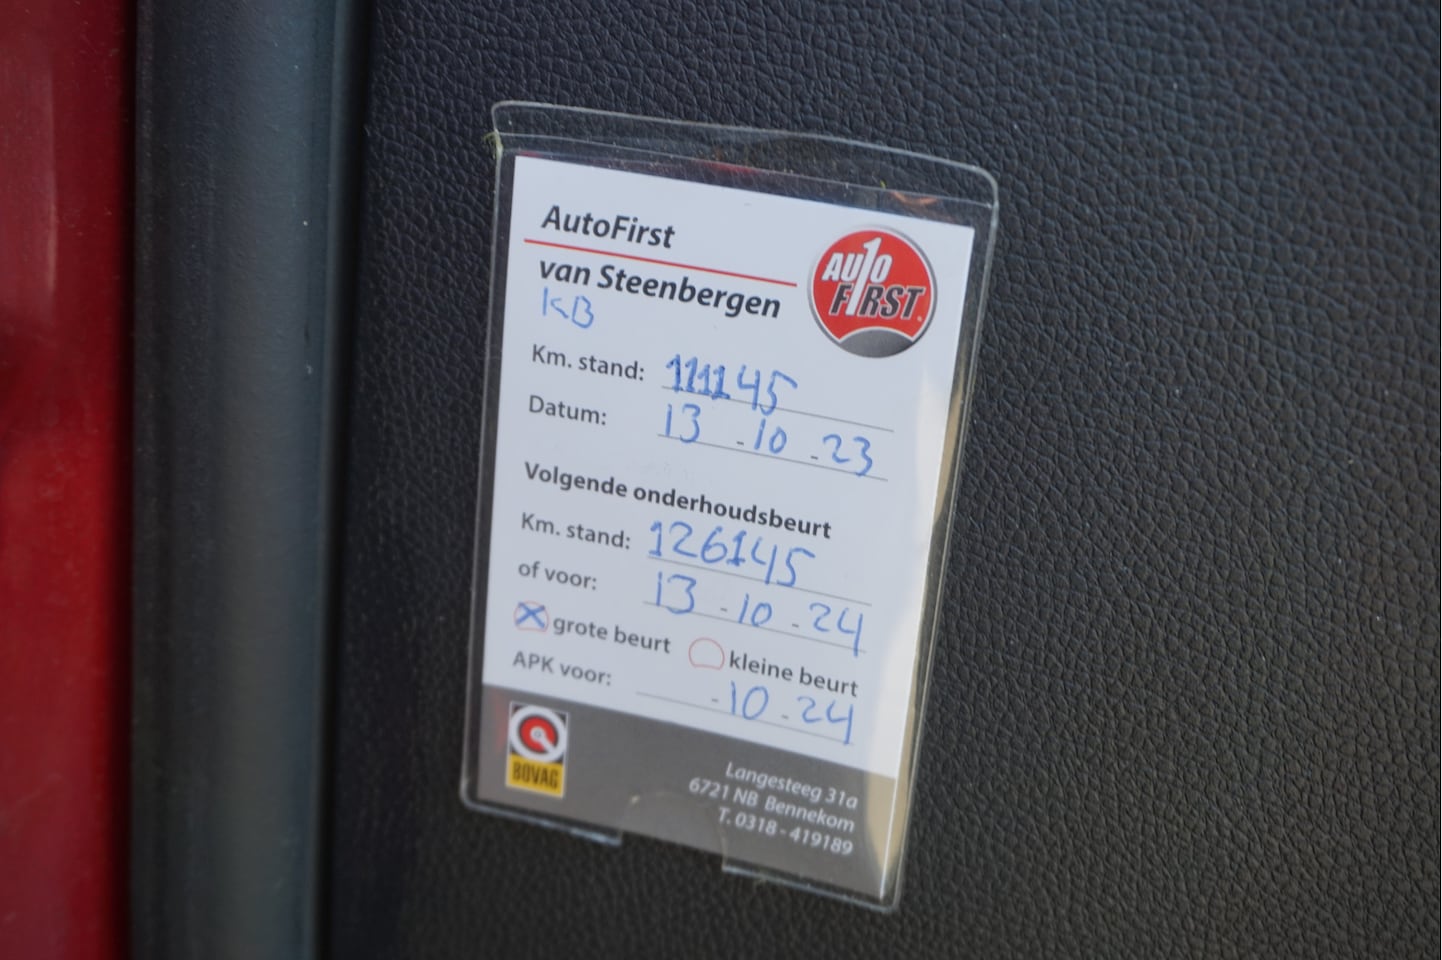 AutoFirst
van Steenbergen
AUTO
FIRST
KB
Km. stand: 111145
Datum: 13 - 10 - 23
Volgende onderhoudsbeurt
Km. stand: 126145
of voor: 13 - 10 - 24
X grote beurt kleine beurt
APK voor: - 10 - 24
BOVAG
Langesteeg 31a
6721 NB Bennekom
T. 0318 - 419189